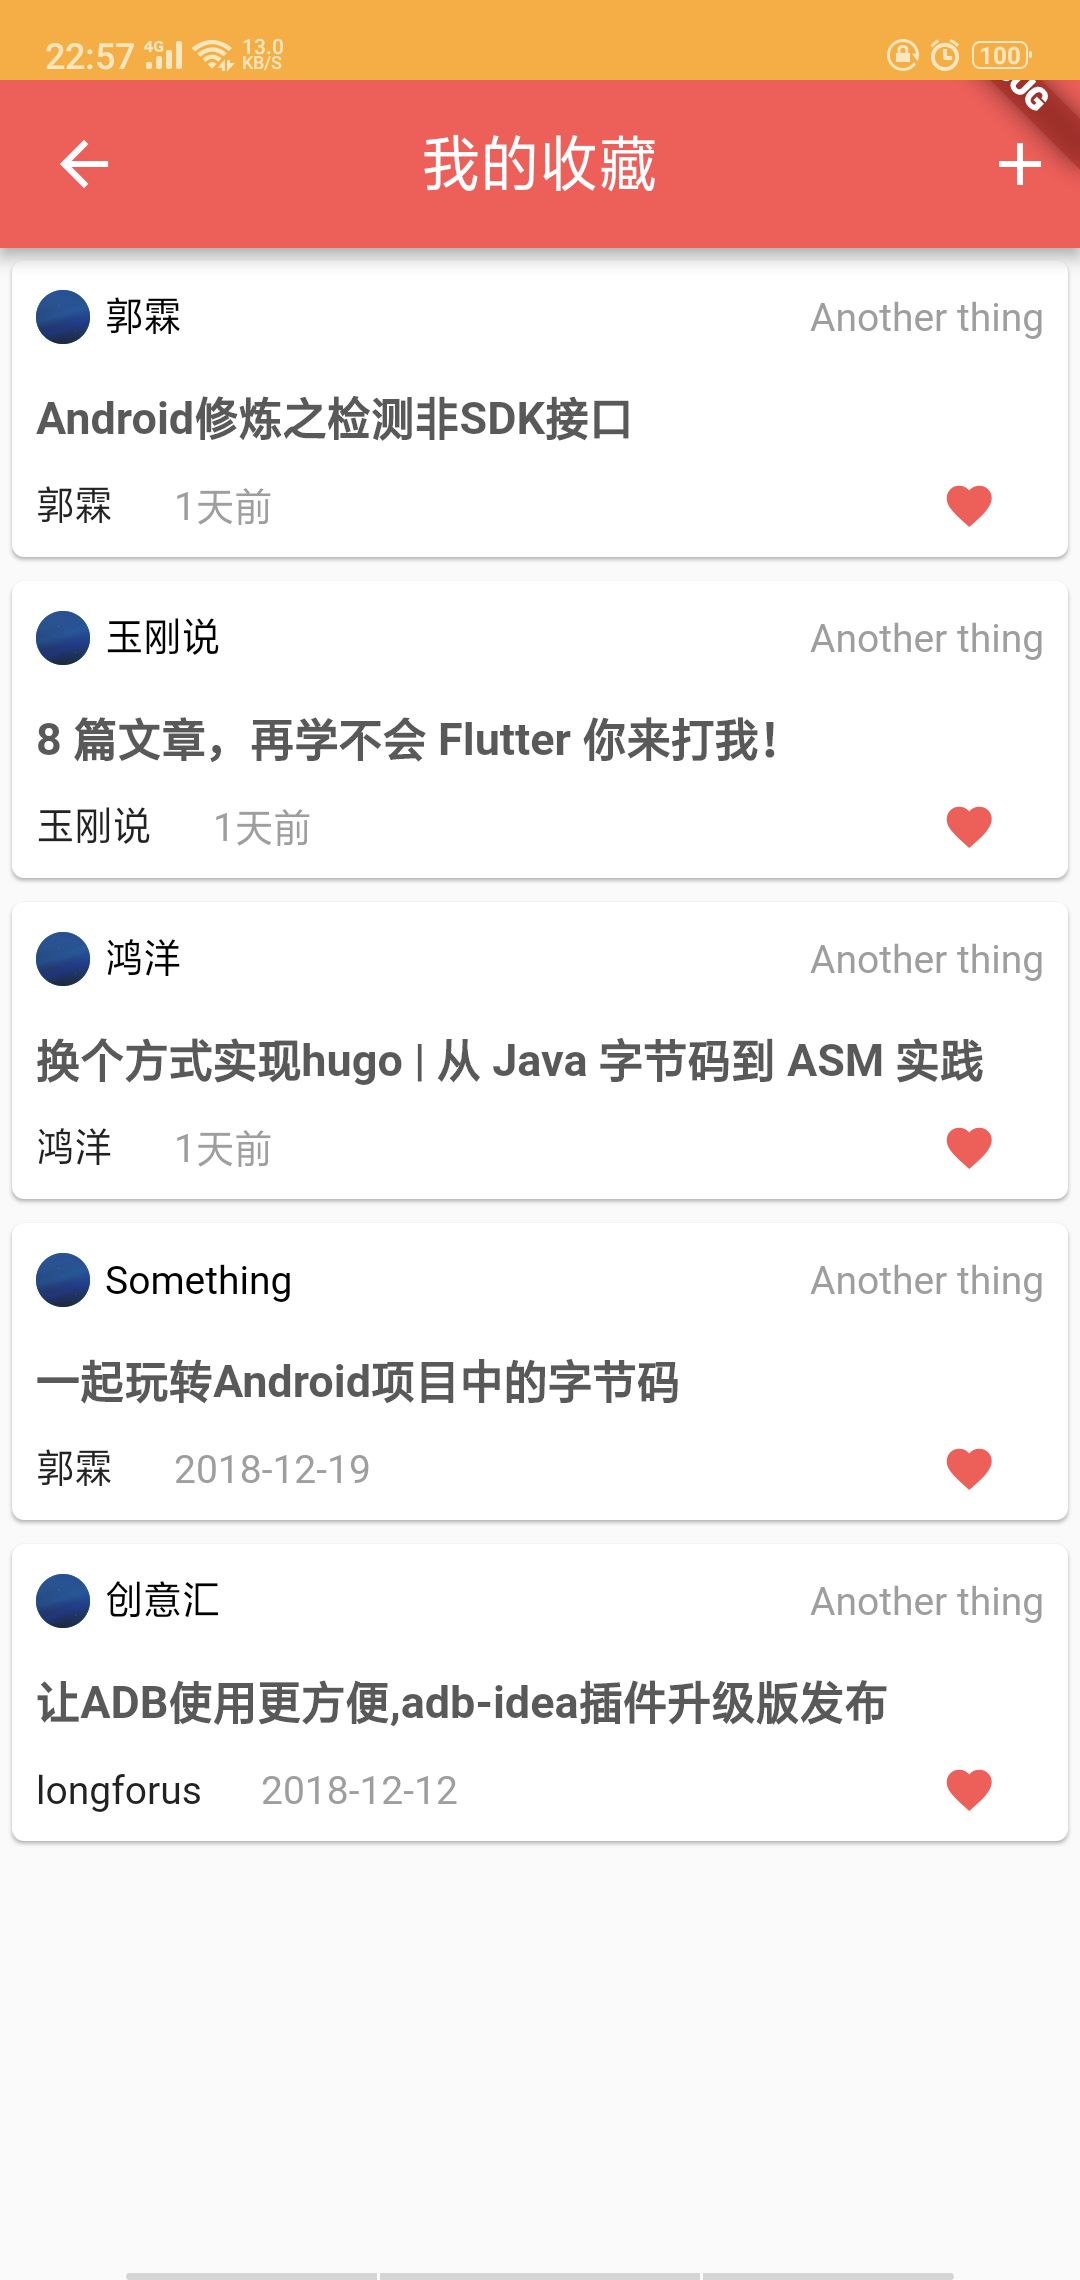 22:57 4G 13.0 KB/S 100
我的收藏
郭霖 Another thing
Android修炼之检测非SDK接口
郭霖 1天前
玉刚说 Another thing
8 篇文章，再学不会 Flutter 你来打我！
玉刚说 1天前
鸿洋 Another thing
换个方式实现hugo | 从 Java 字节码到 ASM 实践
鸿洋 1天前
Something Another thing
一起玩转Android项目中的字节码
郭霖 2018-12-19
创意汇 Another thing
让ADB使用更方便,adb-idea插件升级版发布
longforus 2018-12-12